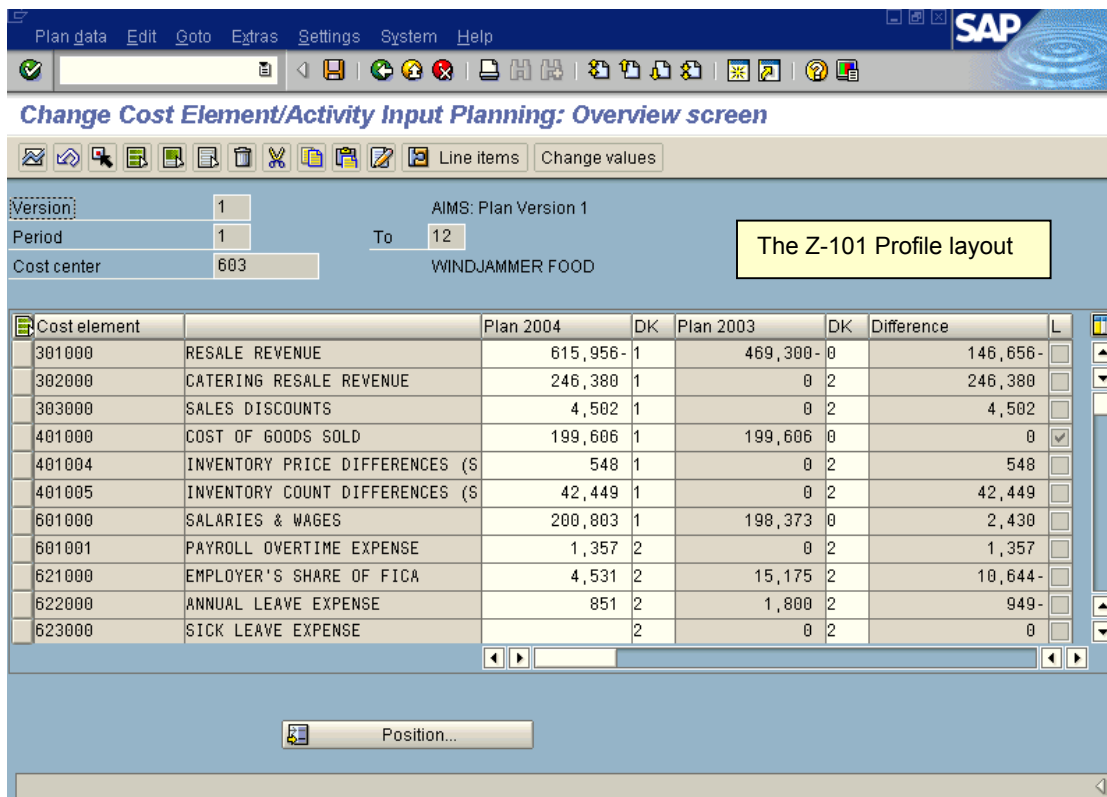 Plan data Edit Goto Extras Settings System Help
SAP
Change Cost Element/Activity Input Planning: Overview screen
Line items Change values
Version 1 AIMS: Plan Version 1
Period 1 To 12
Cost center 603 WINDJAMMER FOOD
The Z-101 Profile layout
Cost element Plan 2004 DK Plan 2003 DK Difference L
301000 RESALE REVENUE 615,956- 1 469,300- 0 146,656-
302000 CATERING RESALE REVENUE 246,380 1 0 2 246,380
303000 SALES DISCOUNTS 4,502 1 0 2 4,502
401000 COST OF GOODS SOLD 199,606 1 199,606 0 0
401004 INVENTORY PRICE DIFFERENCES (S 548 1 0 2 548
401005 INVENTORY COUNT DIFFERENCES (S 42,449 1 0 2 42,449
601000 SALARIES & WAGES 200,803 1 198,373 0 2,430
601001 PAYROLL OVERTIME EXPENSE 1,357 2 0 2 1,357
621000 EMPLOYER'S SHARE OF FICA 4,531 2 15,175 2 10,644-
622000 ANNUAL LEAVE EXPENSE 851 2 1,800 2 949-
623000 SICK LEAVE EXPENSE 2 0 2 0
Position...